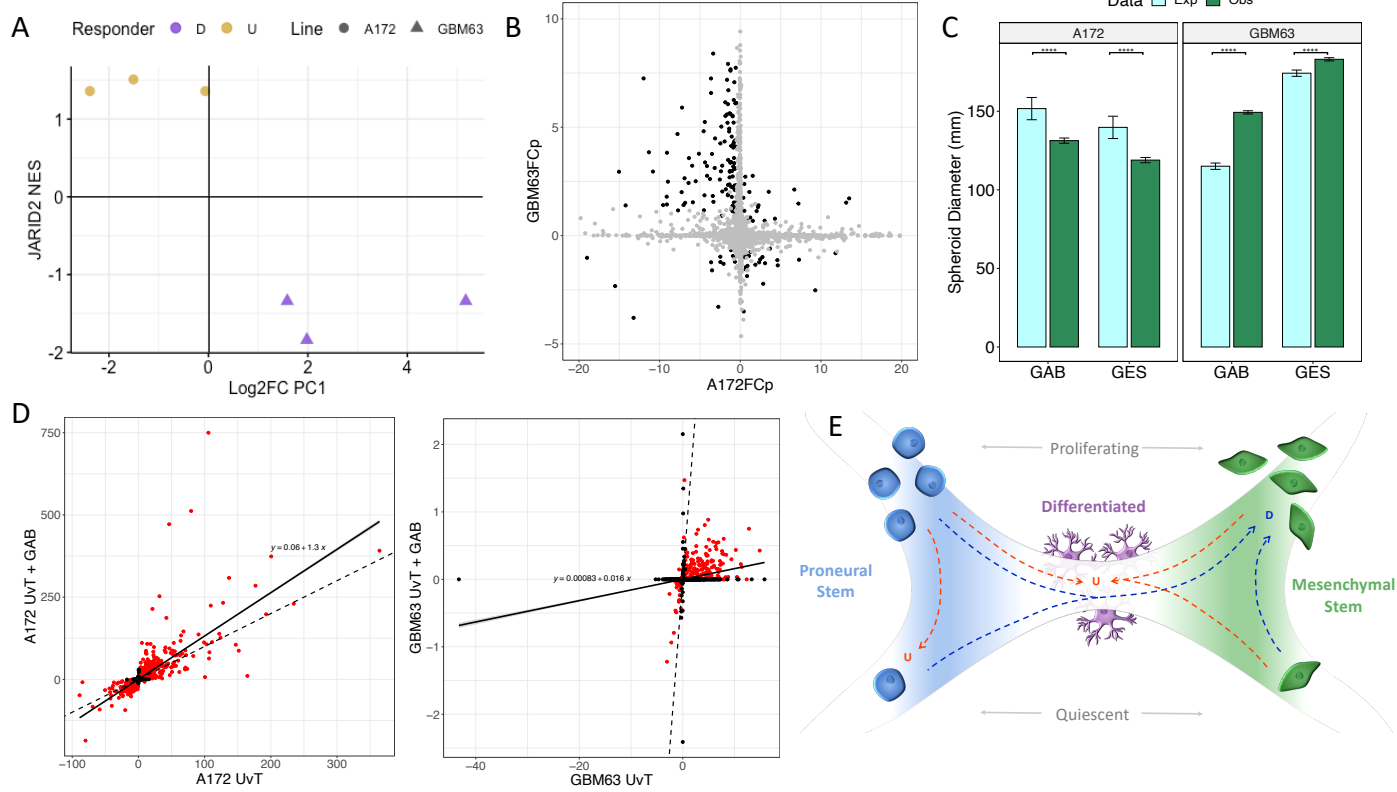 A
Responder D U Line A172 GBM63
JARID2 NES
1
0
-1
-2
-2 0 2 4
Log2FC PC1
B
GBM63FCp
10
5
0
−5
−20 −10 0 10 20
A172FCp
C
Data Exp Obs
A172 GBM63
**** **** **** ****
Spheroid Diameter (mm)
150
100
50
0
GAB GES GAB GES
D
A172 UvT + GAB
750
500
250
0
y = 0.06 + 1.3 x
−100 0 100 200 300
A172 UvT
GBM63 UvT + GAB
2
1
0
−1
−2
y = 0.00083 + 0.016 x
−40 −20 0
GBM63 UvT
E
Proliferating
Differentiated
D
U
Proneural
Stem
Mesenchymal
Stem
U
Quiescent